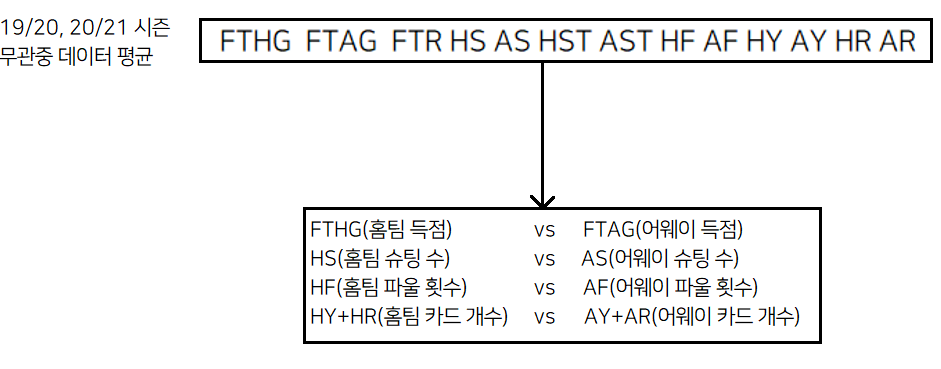 19/20, 20/21 시즌
무관중 데이터 평균
FTHG FTAG FTR HS AS HST AST HF AF HY AY HR AR
FTHG(홈팀 득점) vs FTAG(어웨이 득점)
HS(홈팀 슈팅 수) vs AS(어웨이 슈팅 수)
HF(홈팀 파울 횟수) vs AF(어웨이 파울 횟수)
HY+HR(홈팀 카드 개수) vs AY+AR(어웨이 카드 개수)